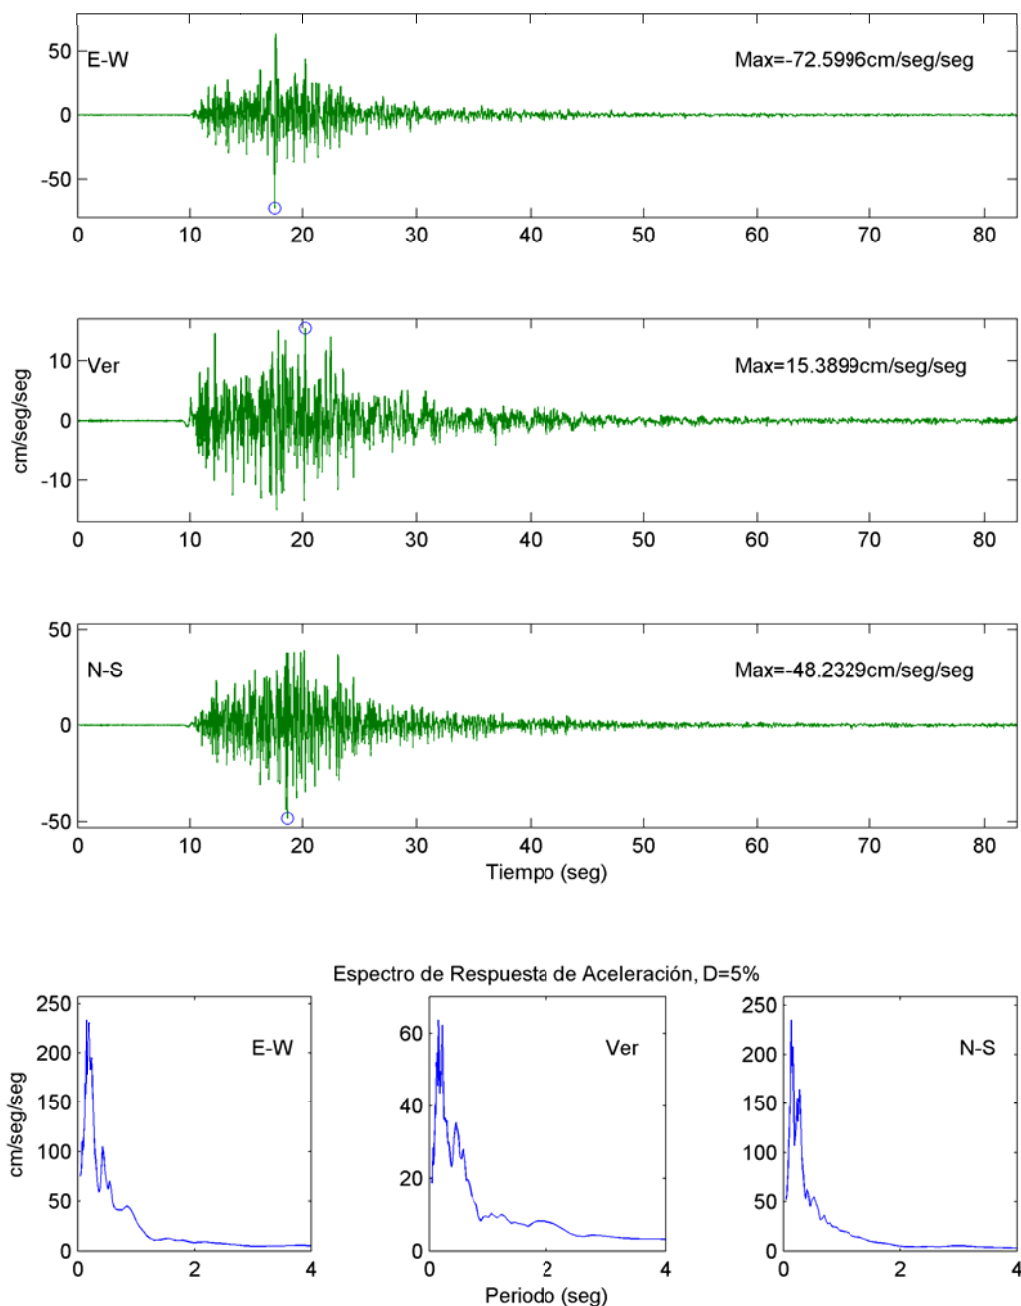 50
0
-50
E-W
Max=-72.5996cm/seg/seg
0 10 20 30 40 50 60 70 80
cm/seg/seg
10
0
-10
Ver
Max=15.3899cm/seg/seg
0 10 20 30 40 50 60 70 80
50
0
-50
N-S
Max=-48.2329cm/seg/seg
0 10 20 30 40 50 60 70 80
Tiempo (seg)
Espectro de Respuesta de Aceleración, D=5%
cm/seg/seg
250
200
150
100
50
0
E-W
0 2 4
60
40
20
0
Ver
0 2 4
250
200
150
100
50
0
N-S
0 2 4
Periodo (seg)